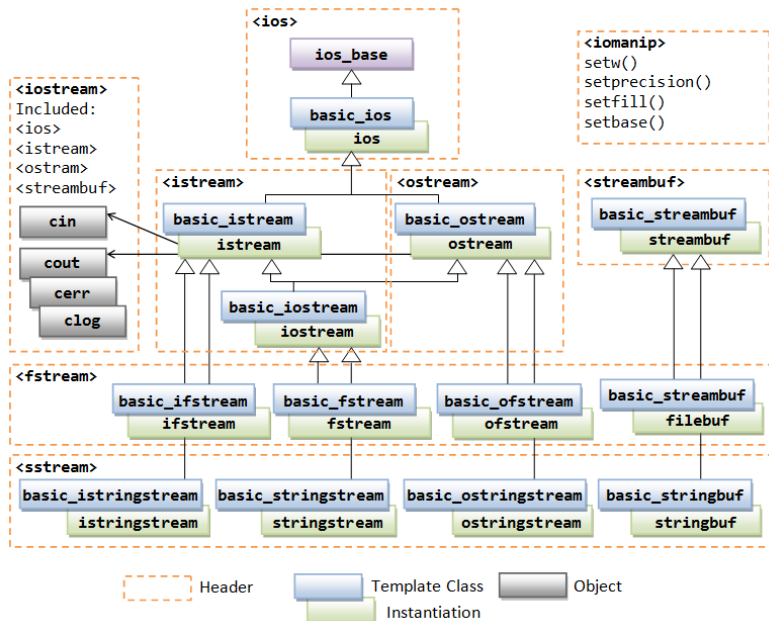 <ios>
ios_base
basic_ios
ios
<iomanip>
setw()
setprecision()
setfill()
setbase()
<iostream>
Included:
<ios>
<istream>
<ostram>
<streambuf>
cin
cout
cerr
clog
<istream>
basic_istream
istream
basic_iostream
iostream
<ostream>
basic_ostream
ostream
<streambuf>
basic_streambuf
streambuf
<fstream>
basic_ifstream
ifstream
basic_fstream
fstream
basic_ofstream
ofstream
basic_streambuf
filebuf
<sstream>
basic_istringstream
istringstream
basic_stringstream
stringstream
basic_ostringstream
ostringstream
basic_stringbuf
stringbuf
Header
Template Class
Instantiation
Object